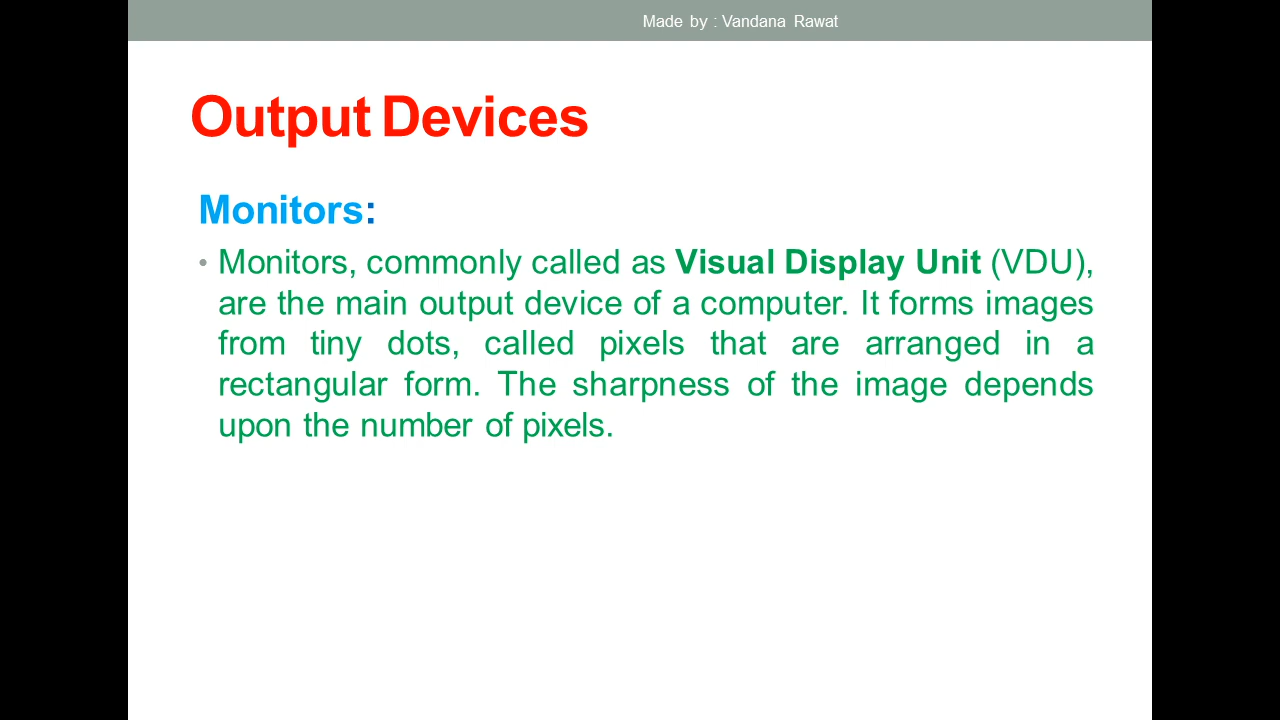 Made by : Vandana Rawat
Output Devices
Monitors:
• Monitors, commonly called as Visual Display Unit (VDU),
are the main output device of a computer. It forms images
from tiny dots, called pixels that are arranged in a
rectangular form. The sharpness of the image depends
upon the number of pixels.